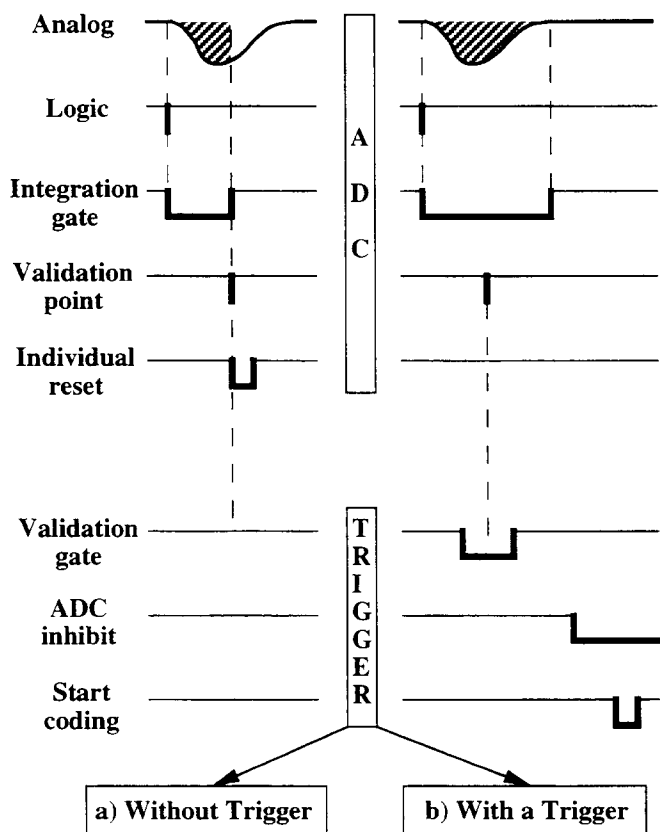 Analog
Logic
Integration
gate
Validation
point
Individual
reset
A
D
C
Validation
gate
ADC
inhibit
Start
coding
T
R
I
G
G
E
R
a) Without Trigger
b) With a Trigger